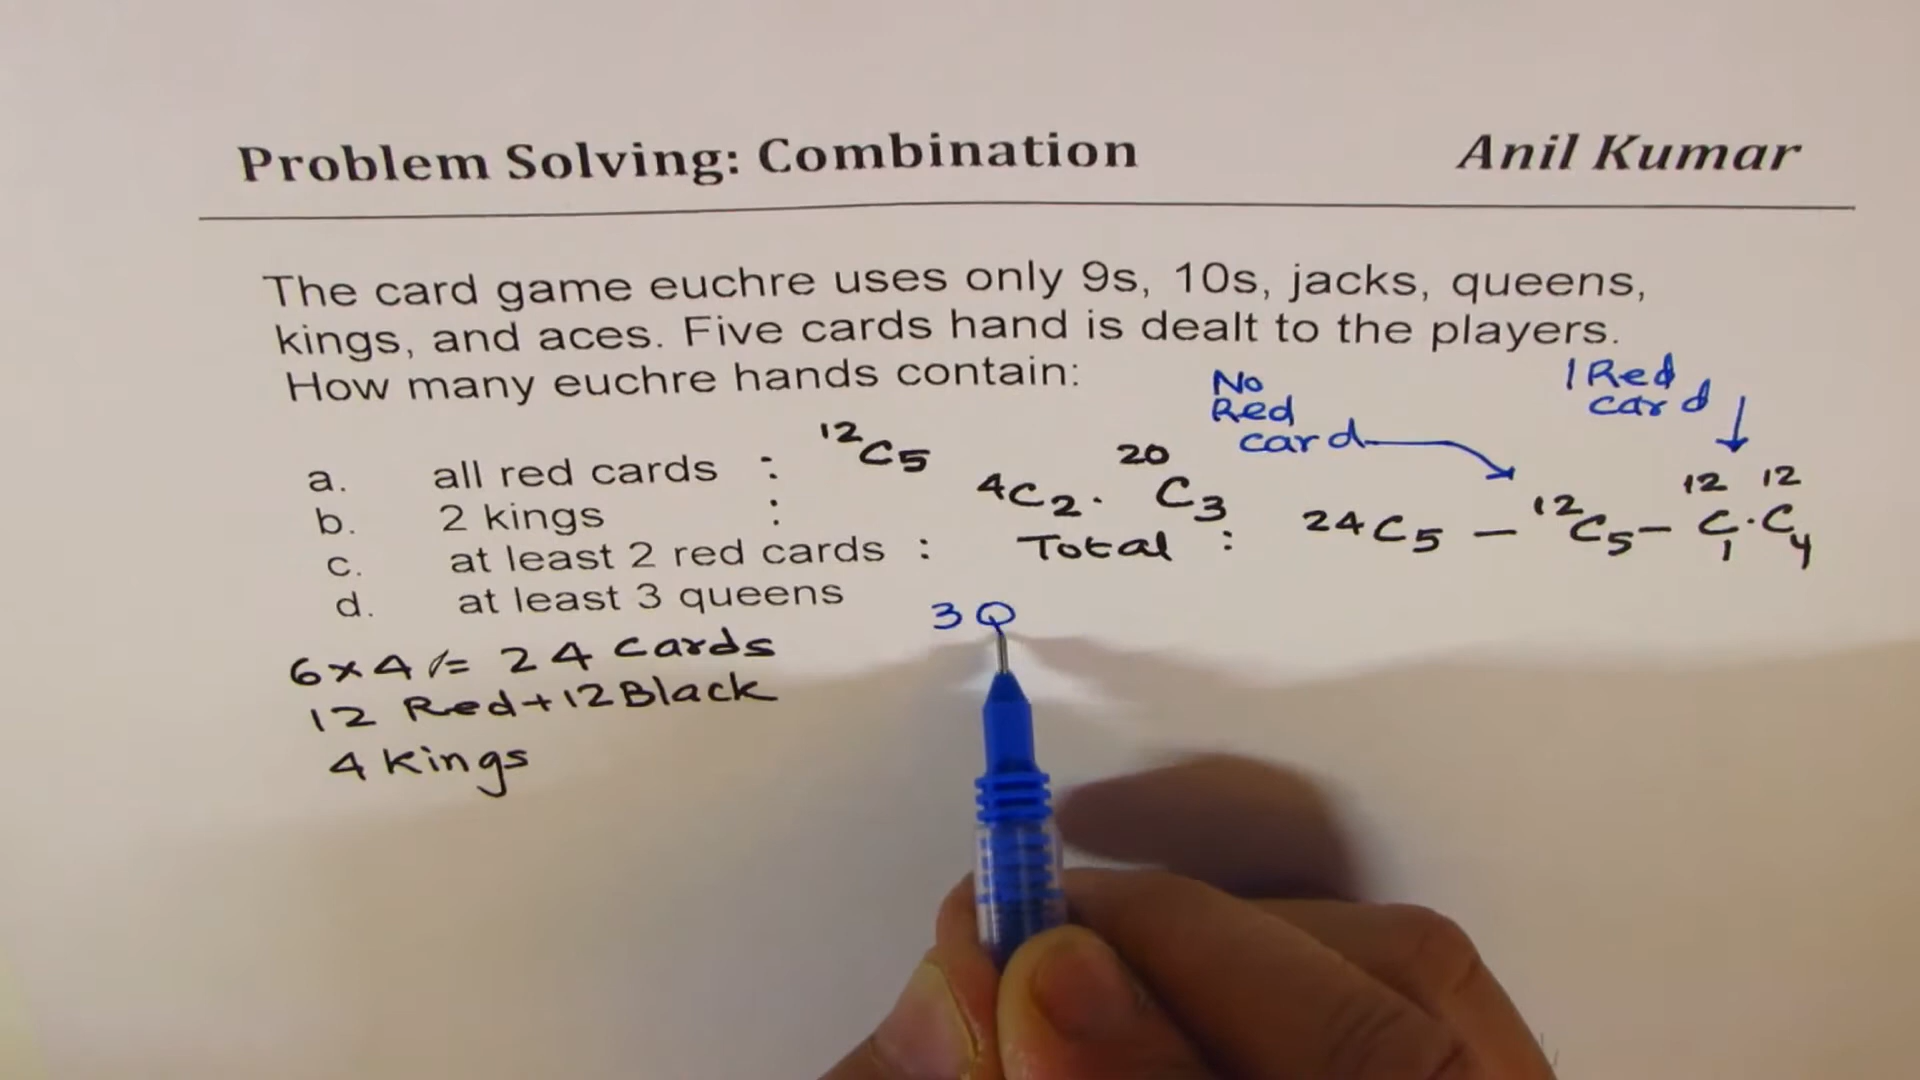 Problem Solving: Combination Anil Kumar
The card game euchre uses only 9s, 10s, jacks, queens,
kings, and aces. Five cards hand is dealt to the players.
How many euchre hands contain:
No
Red
card
1 Red
card
a. all red cards : 12C5
b. 2 kings : 4C2 · 20C3
c. at least 2 red cards : Total : 24C5 − 12C5 − 12C1 · 12C4
d. at least 3 queens 3 Q
6x4 = 24 Cards
12 Red + 12 Black
4 Kings